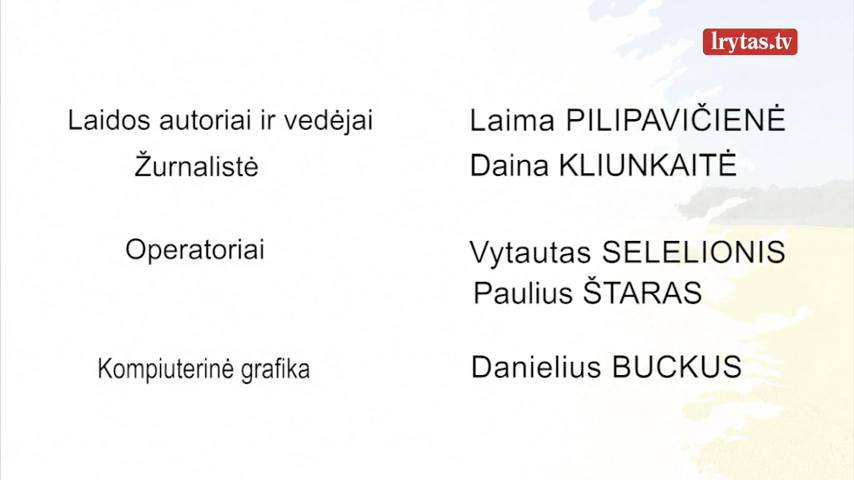 lrytas.tv
Laidos autoriai ir vedėjai Laima PILIPAVIČIENĖ
Žurnalistė Daina KLIUNKAITĖ
Operatoriai Vytautas SELELIONIS
Paulius ŠTARAS
Kompiuterinė grafika Danielius BUCKUS